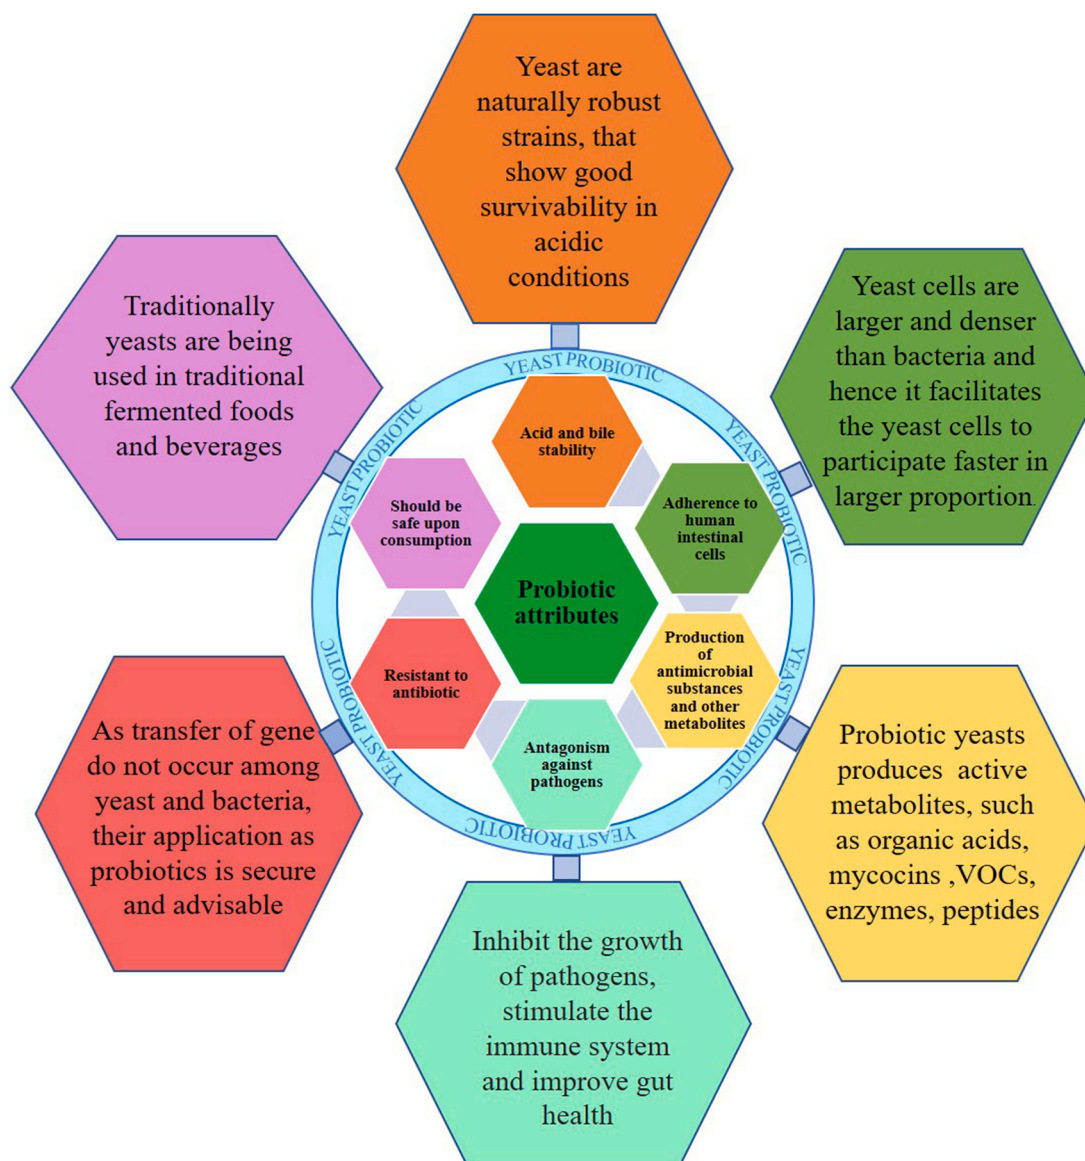 Yeast are
naturally robust
strains, that
show good
survivability in
acidic
conditions
Traditionally
yeasts are being
used in traditional
fermented foods
and beverages
Yeast cells are
larger and denser
than bacteria and
hence it facilitates
the yeast cells to
participate faster in
larger proportion.
YEAST PROBIOTIC
YEAST PROBIOTIC
YEAST PROBIOTIC
Acid and bile
stability
Should be
safe upon
consumption
Adherence to
human
intestinal
cells
Probiotic
attributes
Resistant to
antibiotic
Production
of
antimicrobial
substances
and other
metabolites
Antagonism
against
pathogens
YEAST PROBIOTIC
YEAST PROBIOTIC
YEAST PROBIOTIC
As transfer of gene
do not occur among
yeast and bacteria,
their application as
probiotics is secure
and advisable
Probiotic yeasts
produces  active
metabolites, such
as organic acids,
mycocins ,VOCs,
enzymes, peptides
Inhibit the growth
of pathogens,
stimulate the
immune system
and improve gut
health